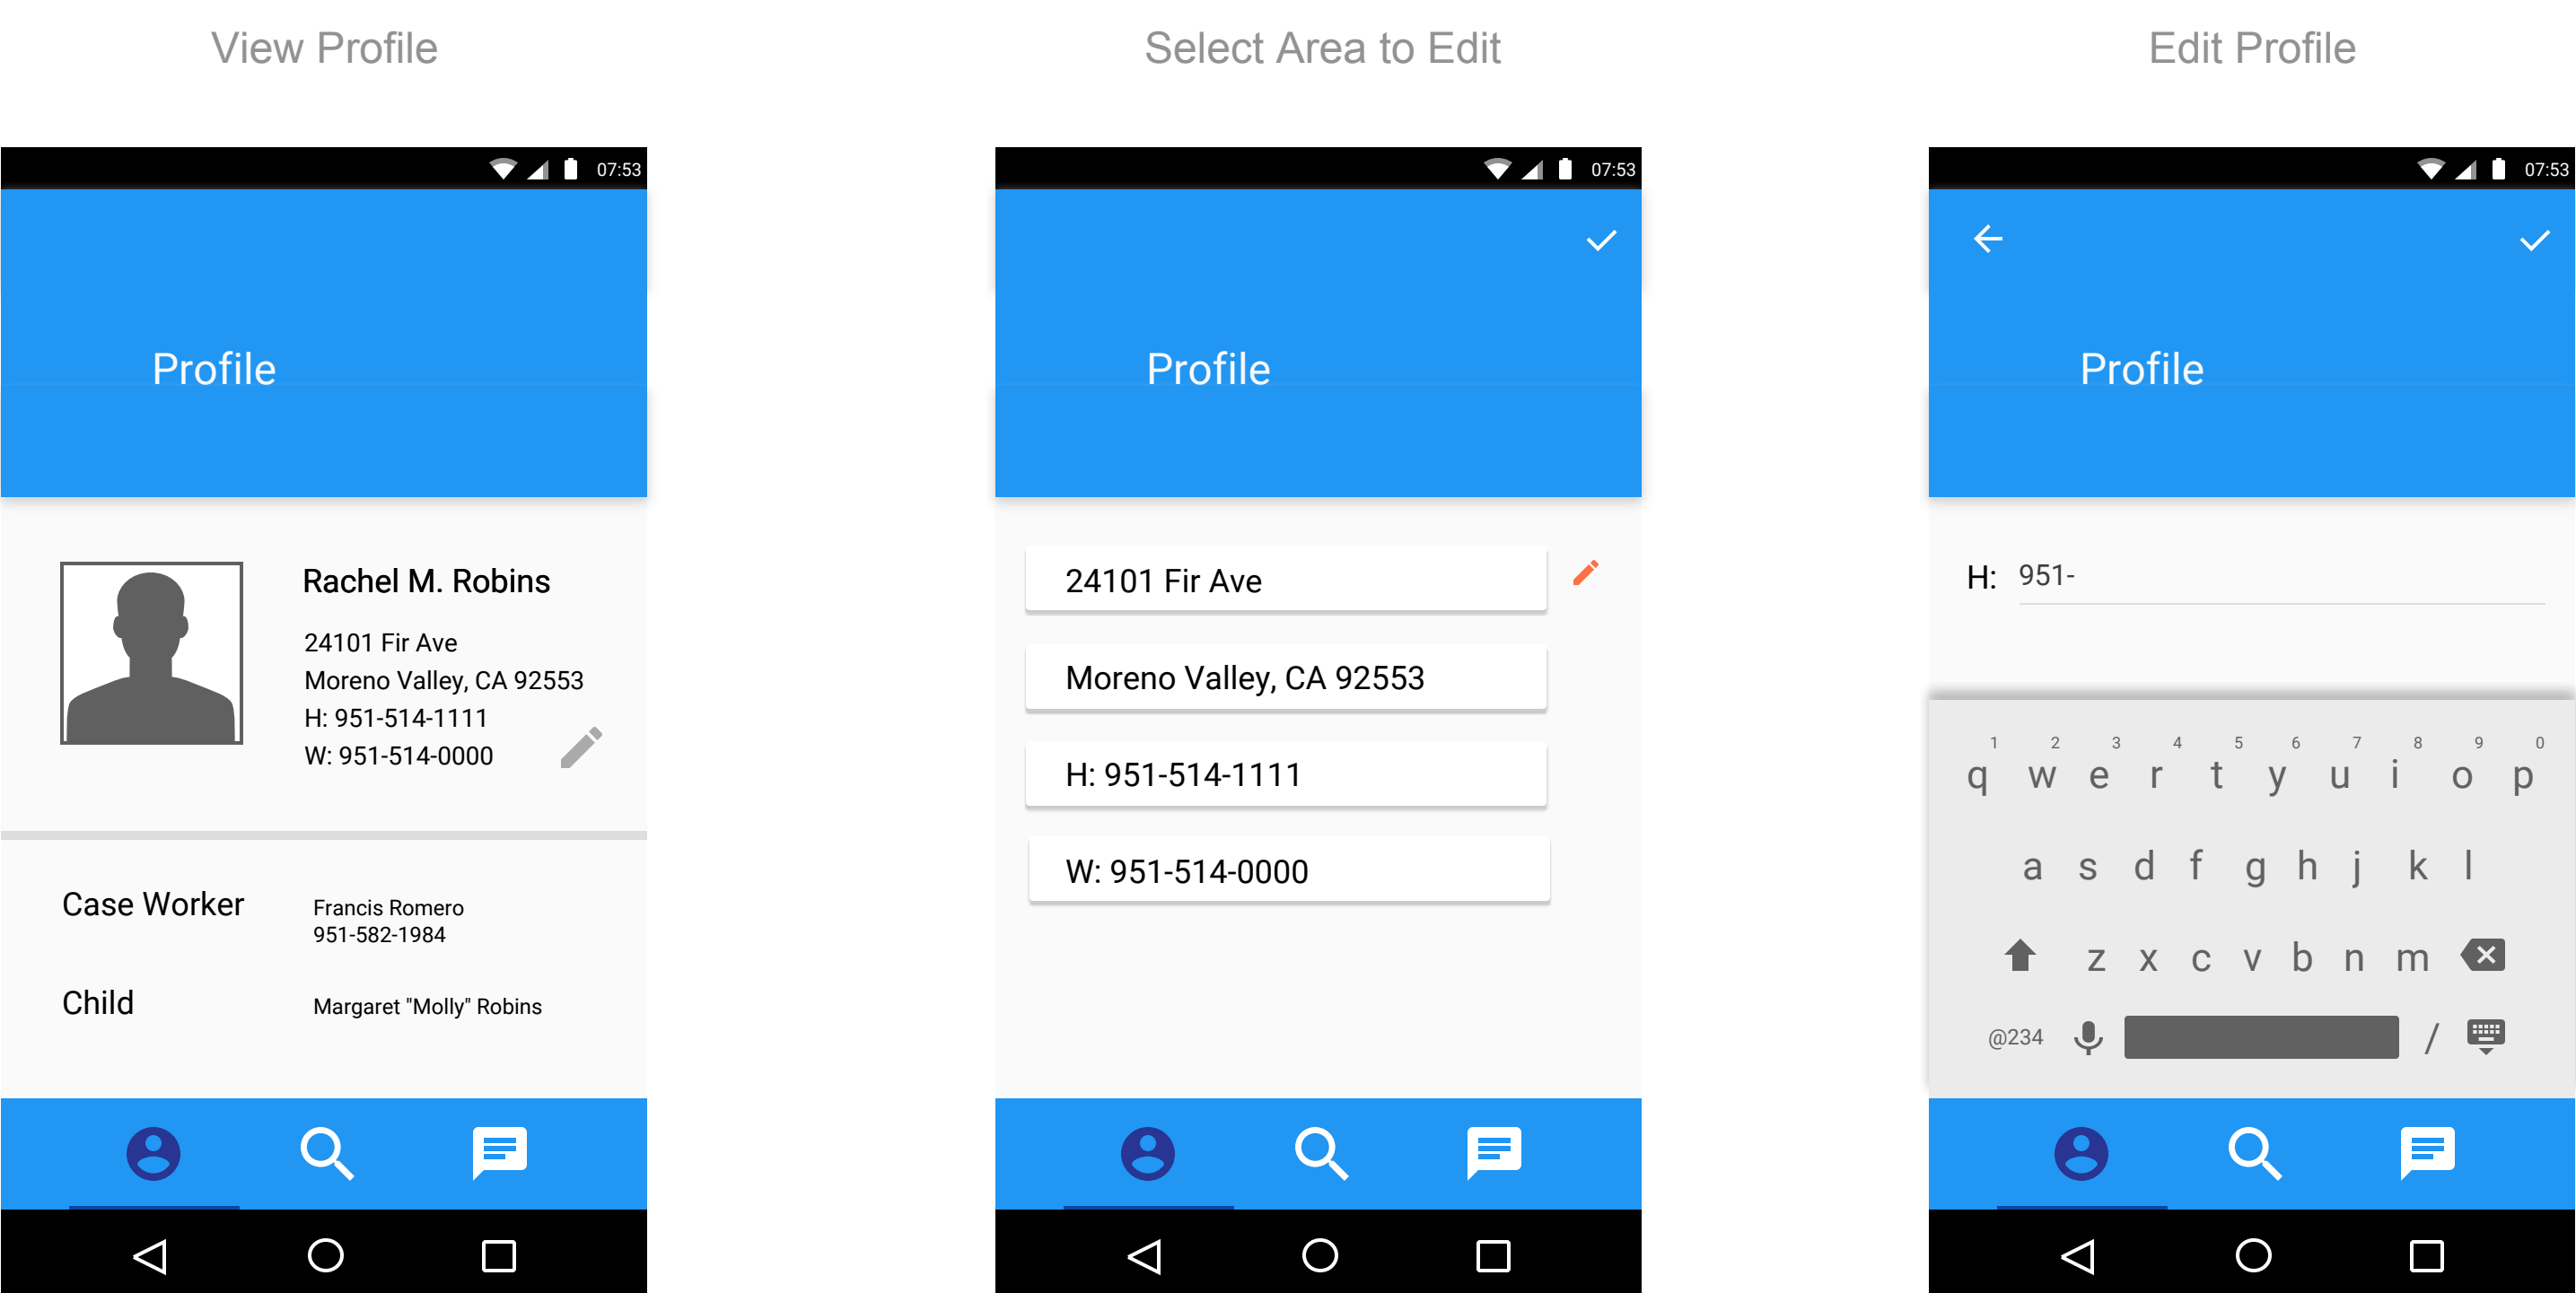 View Profile
Select Area to Edit
Edit Profile
07:53
Profile
Rachel M. Robins
24101 Fir Ave
Moreno Valley, CA 92553
H: 951-514-1111
W: 951-514-0000
Case Worker
Francis Romero
951-582-1984
Child
Margaret "Molly" Robins
07:53
Profile
24101 Fir Ave
Moreno Valley, CA 92553
H: 951-514-1111
W: 951-514-0000
07:53
Profile
H: 951-
1 2 3 4 5 6 7 8 9 0
q w e r t y u i o p
a s d f g h j k l
z x c v b n m
@234 /